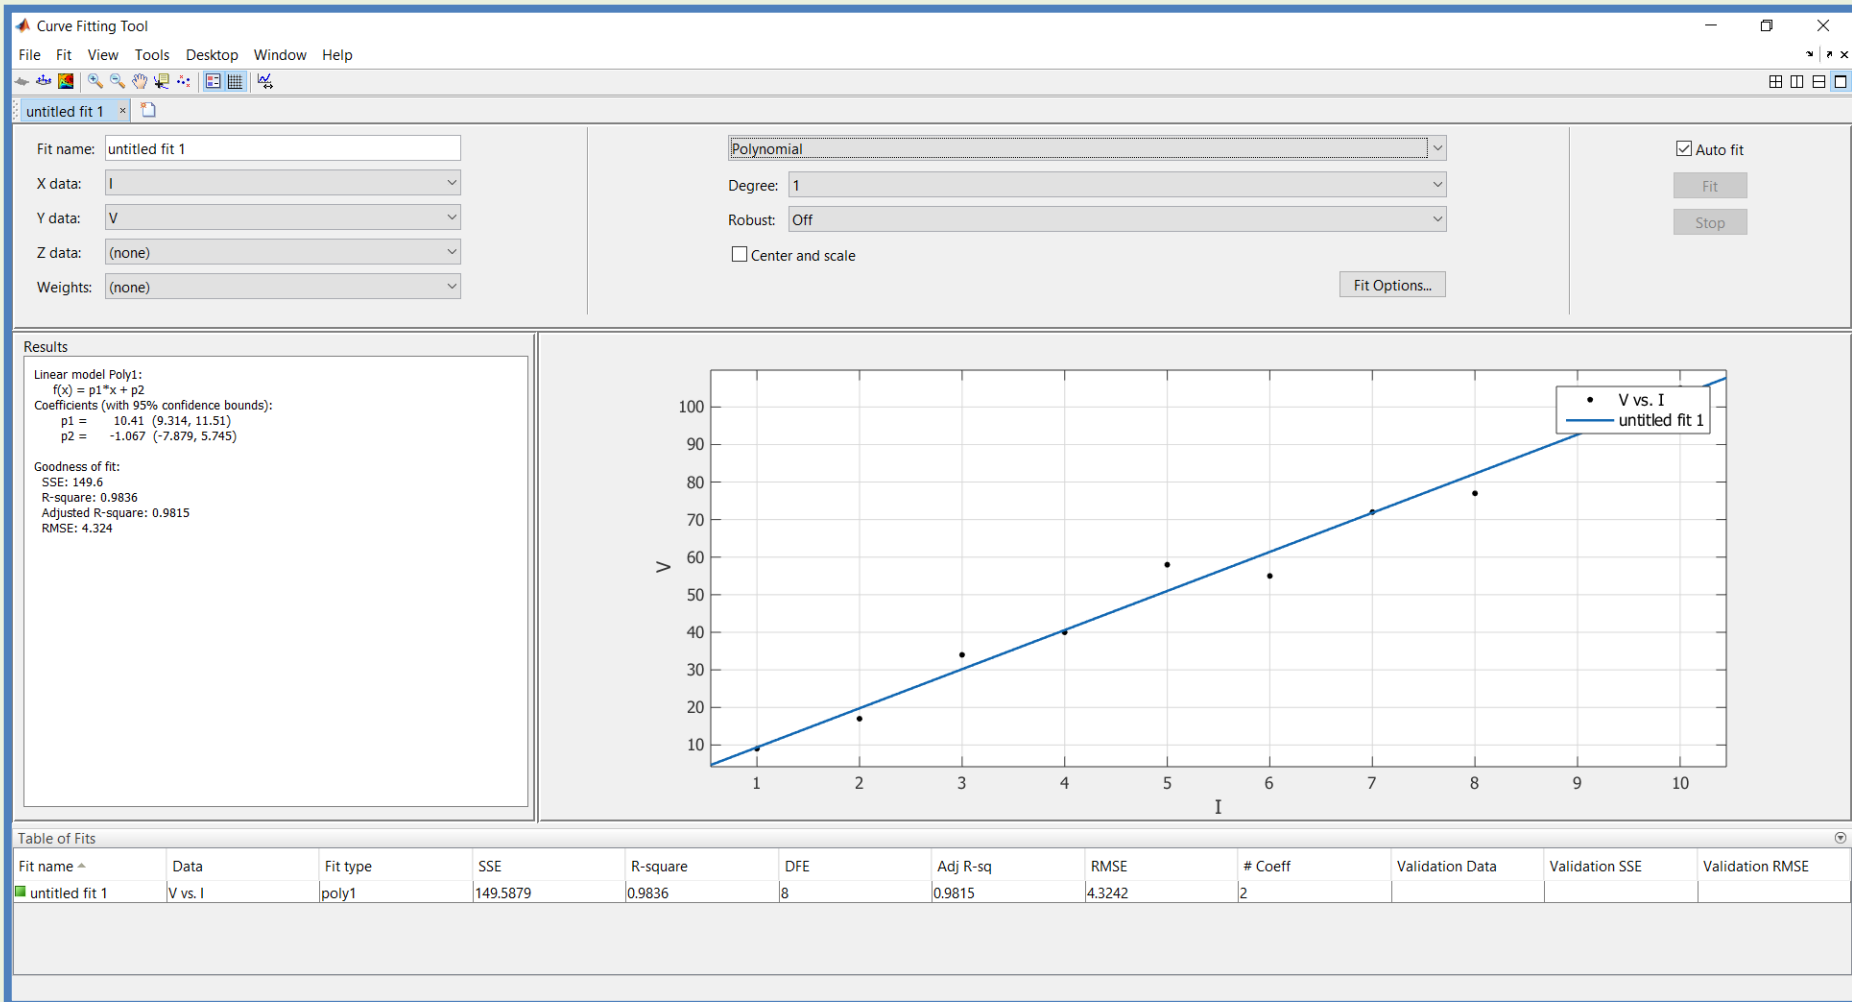 Curve Fitting Tool
File Fit View Tools Desktop Window Help
untitled fit 1
Fit name: untitled fit 1
X data: I
Y data: V
Z data: (none)
Weights: (none)
Polynomial
Degree: 1
Robust: Off
Center and scale
Fit Options...
Auto fit
Fit
Stop
Results
Linear model Poly1:
f(x) = p1*x + p2
Coefficients (with 95% confidence bounds):
p1 = 10.41 (9.314, 11.51)
p2 = -1.067 (-7.879, 5.745)
Goodness of fit:
SSE: 149.6
R-square: 0.9836
Adjusted R-square: 0.9815
RMSE: 4.324
V vs. I
untitled fit 1
100
90
80
70
60
50
40
30
20
10
V
1 2 3 4 5 6 7 8 9 10
I
Table of Fits
Fit name Data Fit type SSE R-square DFE Adj R-sq RMSE # Coeff Validation Data Validation SSE Validation RMSE
untitled fit 1 V vs. I poly1 149.5879 0.9836 8 0.9815 4.3242 2